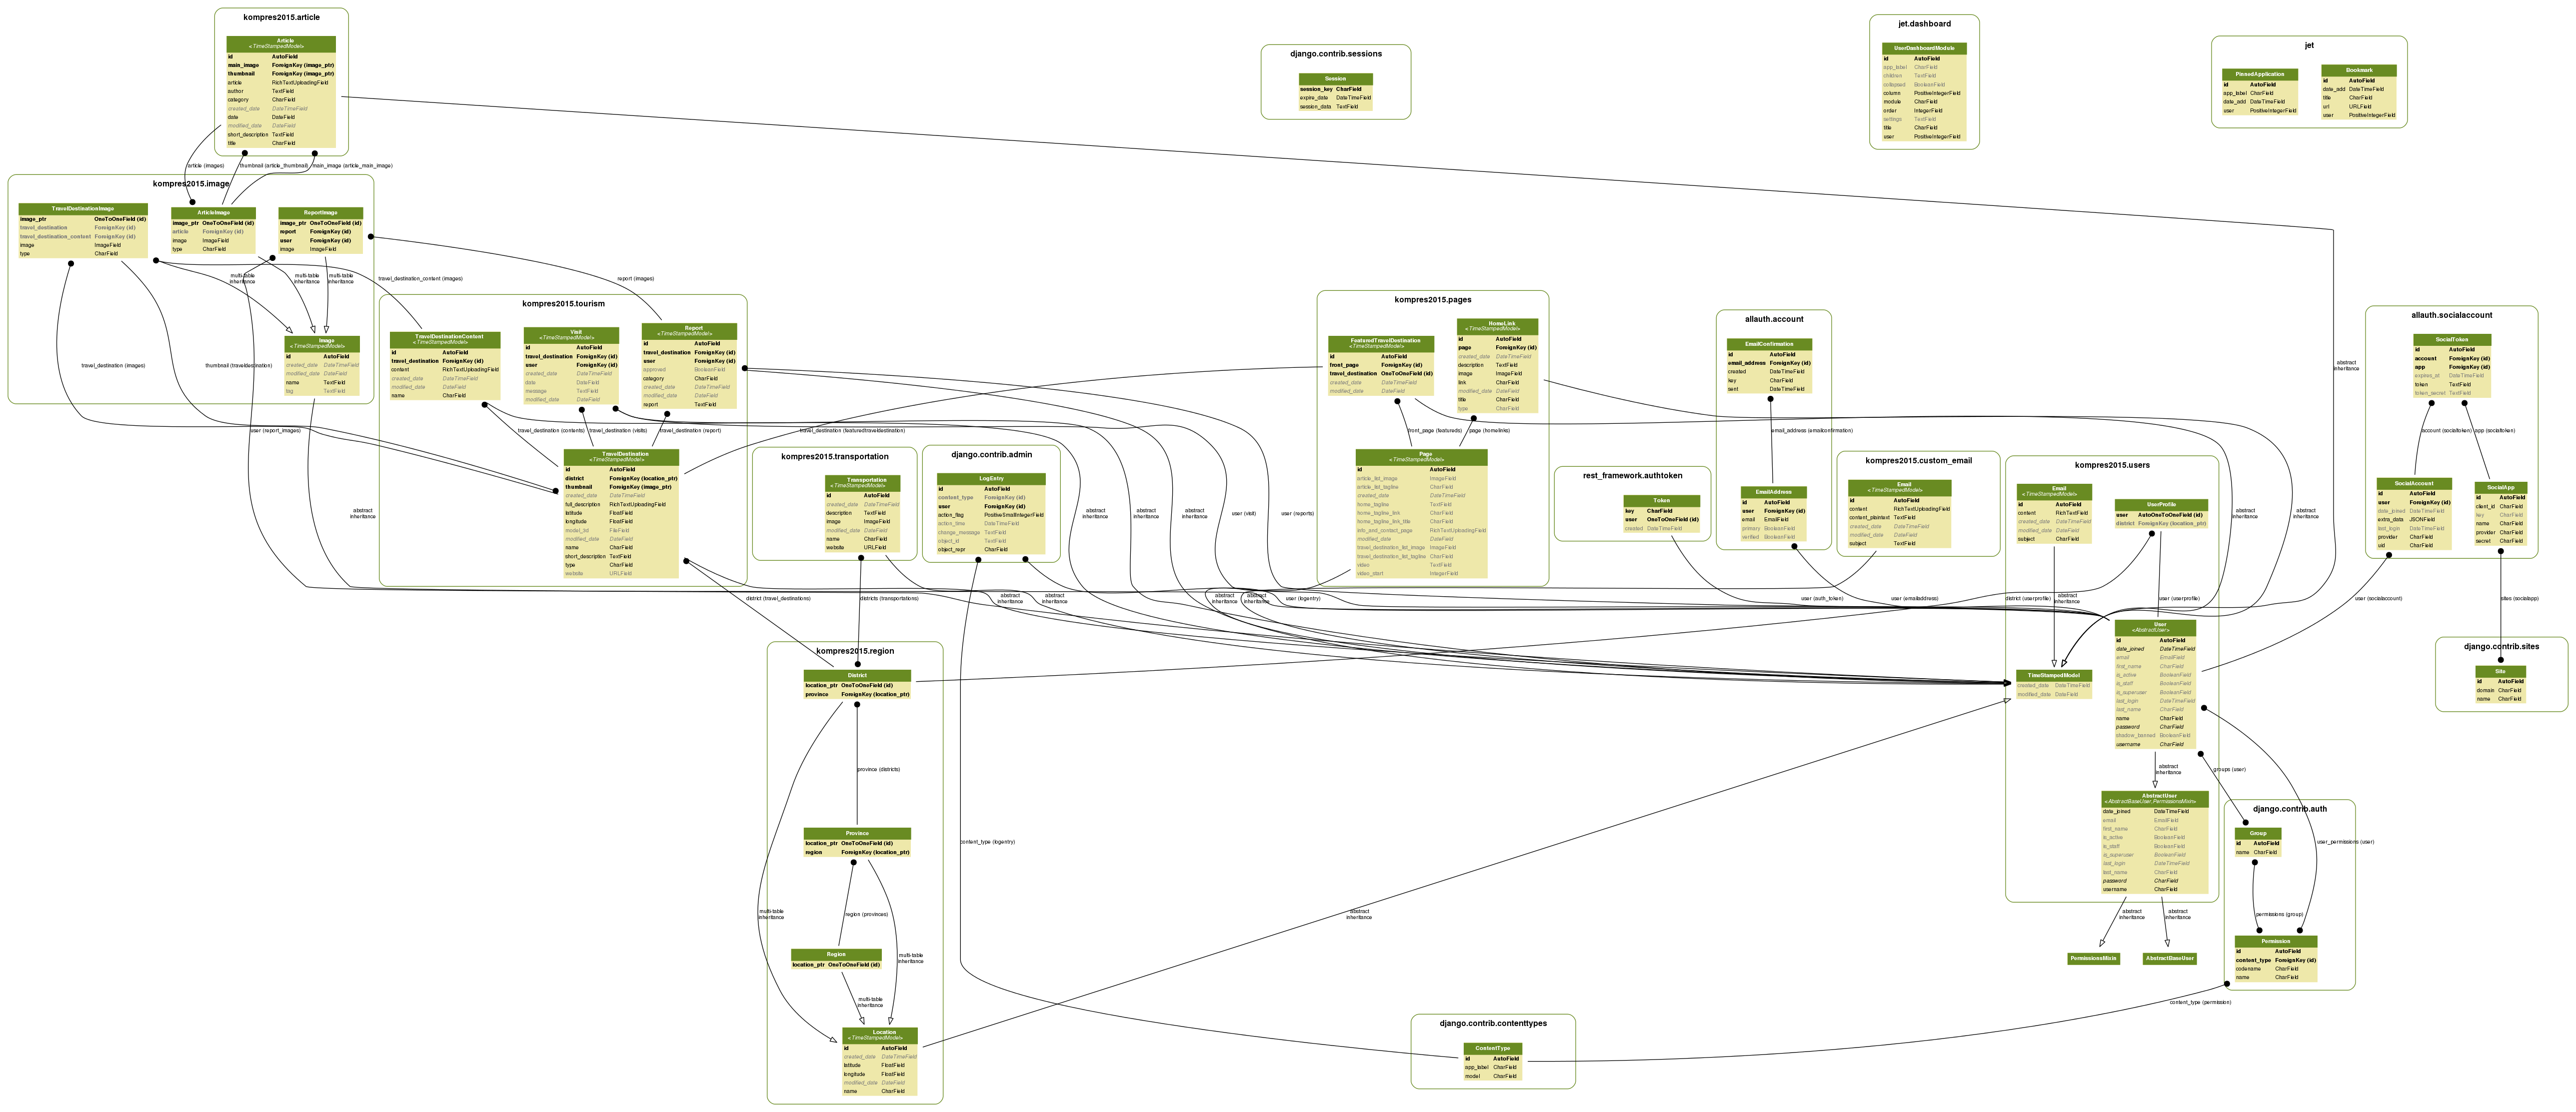 kompres2015.article
Article
<TimeStampedModel>
id AutoField
main_image ForeignKey (image_ptr)
thumbnail ForeignKey (image_ptr)
article RichTextUploadingField
author TextField
category CharField
created_date DateTimeField
date DateField
modified_date DateField
short_description TextField
title CharField
article (images)
thumbnail (article_thumbnail)
main_image (article_main_image)
django.contrib.sessions
Session
session_key CharField
expire_date DateTimeField
session_data TextField
jet.dashboard
UserDashboardModule
id AutoField
app_label CharField
children TextField
collapsed BooleanField
column PositiveIntegerField
module CharField
order IntegerField
settings TextField
title CharField
user PositiveIntegerField
jet
PinnedApplication
id AutoField
app_label CharField
date_add DateTimeField
user PositiveIntegerField
Bookmark
id AutoField
date_add DateTimeField
title CharField
url URLField
user PositiveIntegerField
kompres2015.image
TravelDestinationImage
image_ptr OneToOneField (id)
travel_destination ForeignKey (id)
travel_destination_content ForeignKey (id)
image ImageField
type CharField
ArticleImage
image_ptr OneToOneField (id)
article ForeignKey (id)
image ImageField
type CharField
ReportImage
image_ptr OneToOneField (id)
report ForeignKey (id)
user ForeignKey (id)
image ImageField
multi-table
inheritance
multi-table
inheritance
multi-table
inheritance
travel_destination_content (images)
report (images)
Image
<TimeStampedModel>
id AutoField
created_date DateTimeField
modified_date DateField
name TextField
tag TextField
travel_destination (images)
thumbnail (traveldestination)
user (report_images)
abstract
inheritance
kompres2015.tourism
TravelDestinationContent
<TimeStampedModel>
id AutoField
travel_destination ForeignKey (id)
content RichTextUploadingField
created_date DateTimeField
modified_date DateField
name CharField
Visit
<TimeStampedModel>
id AutoField
travel_destination ForeignKey (id)
user ForeignKey (id)
created_date DateTimeField
date DateField
message TextField
modified_date DateField
Report
<TimeStampedModel>
id AutoField
travel_destination ForeignKey (id)
user ForeignKey (id)
approved BooleanField
category CharField
created_date DateTimeField
modified_date DateField
report TextField
travel_destination (contents)
travel_destination (visits)
travel_destination (report)
travel_destination (featuredtraveldestination)
TravelDestination
<TimeStampedModel>
id AutoField
district ForeignKey (location_ptr)
thumbnail ForeignKey (image_ptr)
created_date DateTimeField
full_description RichTextUploadingField
latitude FloatField
longitude FloatField
model_hit FileField
modified_date DateField
name CharField
short_description TextField
type CharField
website URLField
kompres2015.transportation
Transportation
<TimeStampedModel>
id AutoField
created_date DateTimeField
description TextField
image ImageField
modified_date DateField
name CharField
website URLField
django.contrib.admin
LogEntry
id AutoField
content_type ForeignKey (id)
user ForeignKey (id)
action_flag PositiveSmallIntegerField
action_time DateTimeField
change_message TextField
object_id TextField
object_repr CharField
abstract
inheritance
abstract
inheritance
abstract
inheritance
user (visit)
user (reports)
kompres2015.pages
FeaturedTravelDestination
<TimeStampedModel>
id AutoField
front_page ForeignKey (id)
travel_destination OneToOneField (id)
created_date DateTimeField
modified_date DateField
HomeLink
<TimeStampedModel>
id AutoField
page ForeignKey (id)
created_date DateTimeField
description TextField
image ImageField
link CharField
modified_date DateField
title CharField
type CharField
front_page (featureds)
page (homelinks)
Page
<TimeStampedModel>
id AutoField
article_list_image ImageField
article_list_tagline CharField
created_date DateTimeField
home_tagline TextField
home_tagline_link CharField
home_tagline_link_title CharField
info_and_contact_page RichTextUploadingField
modified_date DateField
travel_destination_list_image ImageField
travel_destination_list_tagline CharField
video TextField
video_start IntegerField
rest_framework.authtoken
Token
key CharField
user OneToOneField (id)
created DateTimeField
allauth.account
EmailConfirmation
id AutoField
email_address ForeignKey (id)
created DateTimeField
key CharField
sent DateTimeField
email_address (emailconfirmation)
EmailAddress
id AutoField
user ForeignKey (id)
email EmailField
primary BooleanField
verified BooleanField
kompres2015.custom_email
Email
<TimeStampedModel>
id AutoField
content RichTextUploadingField
content_plaintext TextField
created_date DateTimeField
modified_date DateField
subject TextField
kompres2015.users
Email
<TimeStampedModel>
id AutoField
content RichTextField
created_date DateTimeField
modified_date DateField
subject CharField
UserProfile
user AutoOneToOneField (id)
district ForeignKey (location_ptr)
abstract
inheritance
abstract
inheritance
abstract
inheritance
allauth.socialaccount
SocialToken
id AutoField
account ForeignKey (id)
app ForeignKey (id)
expires_at DateTimeField
token TextField
token_secret TextField
account (socialtoken)
app (socialtoken)
SocialAccount
id AutoField
user ForeignKey (id)
date_joined DateTimeField
extra_data JSONField
last_login DateTimeField
provider CharField
uid CharField
SocialApp
id AutoField
client_id CharField
key CharField
name CharField
provider CharField
secret CharField
district (travel_destinations)
districts (transportations)
abstract
inheritance
abstract
inheritance
abstract
inheritance
abstract
inheritance
user (logentry)
user (auth_token)
user (emailaddress)
district (userprofile)
abstract
inheritance
user (userprofile)
user (socialaccount)
sites (socialapp)
User
<AbstractUser>
id AutoField
date_joined DateTimeField
email EmailField
first_name CharField
is_active BooleanField
is_staff BooleanField
is_superuser BooleanField
last_login DateTimeField
last_name CharField
name CharField
password CharField
shadow_banned BooleanField
username CharField
TimeStampedModel
created_date DateTimeField
modified_date DateField
django.contrib.sites
Site
id AutoField
domain CharField
name CharField
kompres2015.region
District
location_ptr OneToOneField (id)
province ForeignKey (location_ptr)
province (districts)
Province
location_ptr OneToOneField (id)
region ForeignKey (location_ptr)
region (provinces)
multi-table
inheritance
Region
location_ptr OneToOneField (id)
multi-table
inheritance
multi-table
inheritance
Location
<TimeStampedModel>
id AutoField
created_date DateTimeField
latitude FloatField
longitude FloatField
modified_date DateField
name CharField
content_type (logentry)
abstract
inheritance
abstract
inheritance
AbstractUser
<AbstractBaseUser,PermissionsMixin>
date_joined DateTimeField
email EmailField
first_name CharField
is_active BooleanField
is_staff BooleanField
is_superuser BooleanField
last_login DateTimeField
last_name CharField
password CharField
username CharField
abstract
inheritance
abstract
inheritance
PermissionsMixin
AbstractBaseUser
groups (user)
django.contrib.auth
Group
id AutoField
name CharField
user_permissions (user)
permissions (group)
Permission
id AutoField
content_type ForeignKey (id)
codename CharField
name CharField
content_type (permission)
django.contrib.contenttypes
ContentType
id AutoField
app_label CharField
model CharField